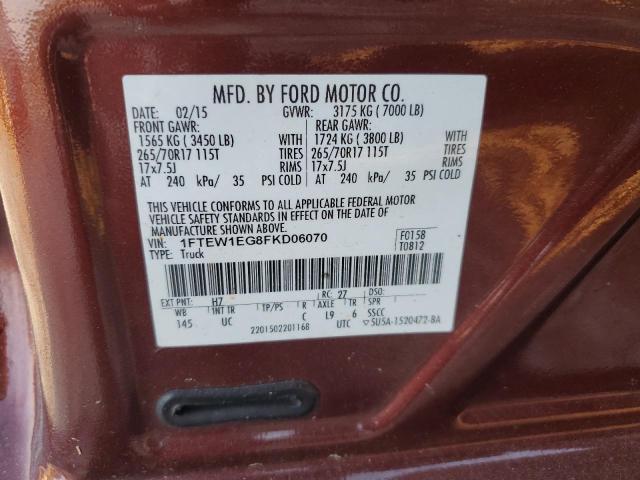 MFD. BY FORD MOTOR CO.
DATE: 02/15 GVWR: 3175 KG ( 7000 LB)
FRONT GAWR: REAR GAWR:
1565 KG ( 3450 LB) WITH 1724 KG ( 3800 LB) WITH
265/70R17 115T TIRES 265/70R17 115T TIRES
17x7.5J RIMS 17x7.5J RIMS
AT 240 kPa/ 35 PSI COLD AT 240 kPa/ 35 PSI COLD
THIS VEHICLE CONFORMS TO ALL APPLICABLE FEDERAL MOTOR
VEHICLE SAFETY STANDARDS IN EFFECT ON THE DATE OF
MANUFACTURE SHOWN ABOVE.
VIN: 1FTEW1EG8FKD06070 F0158
TYPE: Truck T0812
EXT PNT: H7 RC: 27 DSO:
WB INT TR TP/PS R AXLE TR SPR
145 UC C L9 6 SSCC
2201502201168 UTC ▽5U5A-1520472-BA